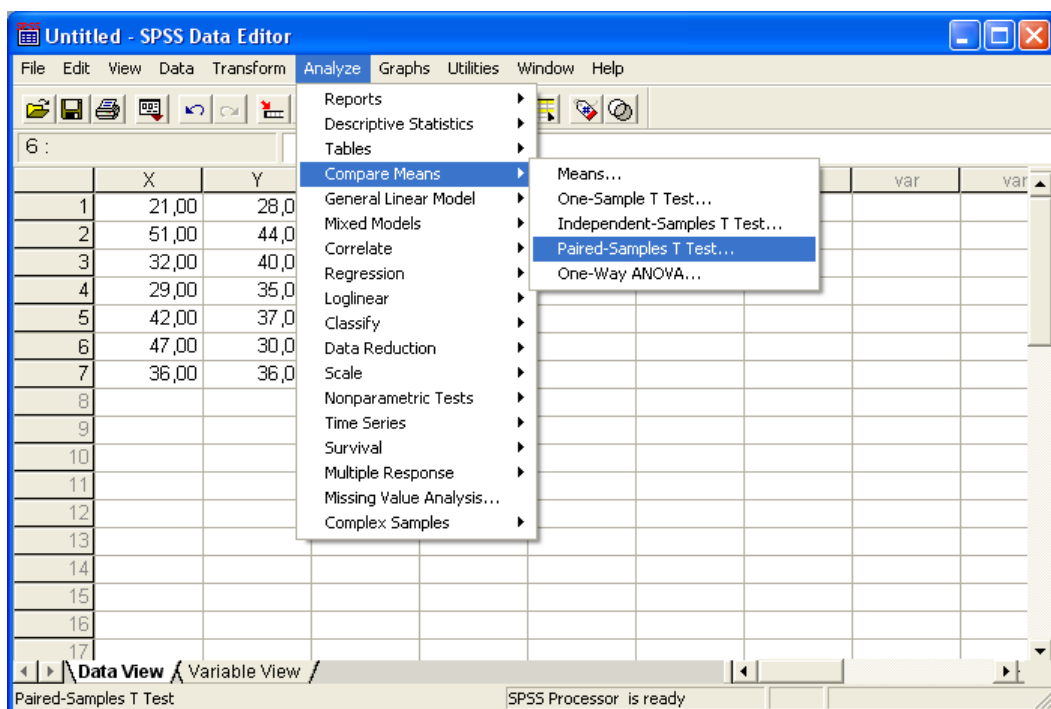 Untitled - SPSS Data Editor
File Edit View Data Transform Analyze Graphs Utilities Window Help
6 :
Reports
Descriptive Statistics
Tables
Compare Means
General Linear Model
Mixed Models
Correlate
Regression
Loglinear
Classify
Data Reduction
Scale
Nonparametric Tests
Time Series
Survival
Multiple Response
Missing Value Analysis...
Complex Samples
Means...
One-Sample T Test...
Independent-Samples T Test...
Paired-Samples T Test...
One-Way ANOVA...
X Y var var
1 21,00 28,0
2 51,00 44,0
3 32,00 40,0
4 29,00 35,0
5 42,00 37,0
6 47,00 30,0
7 36,00 36,0
8
9
10
11
12
13
14
15
16
17
Data View Variable View
Paired-Samples T Test SPSS Processor is ready